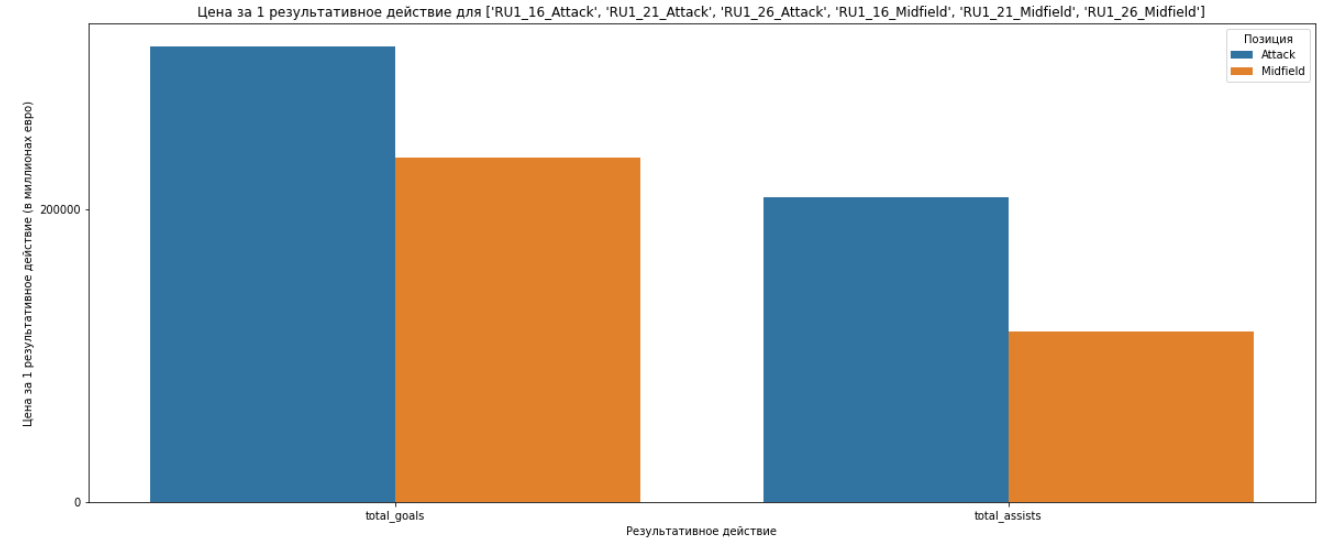 Цена за 1 результативное действие для ['RU1_16_Attack', 'RU1_21_Attack', 'RU1_26_Attack', 'RU1_16_Midfield', 'RU1_21_Midfield', 'RU1_26_Midfield']
Позиция
Attack
Midfield
Цена за 1 результативное действие (в миллионах евро)
200000
0
total_goals
total_assists
Результативное действие